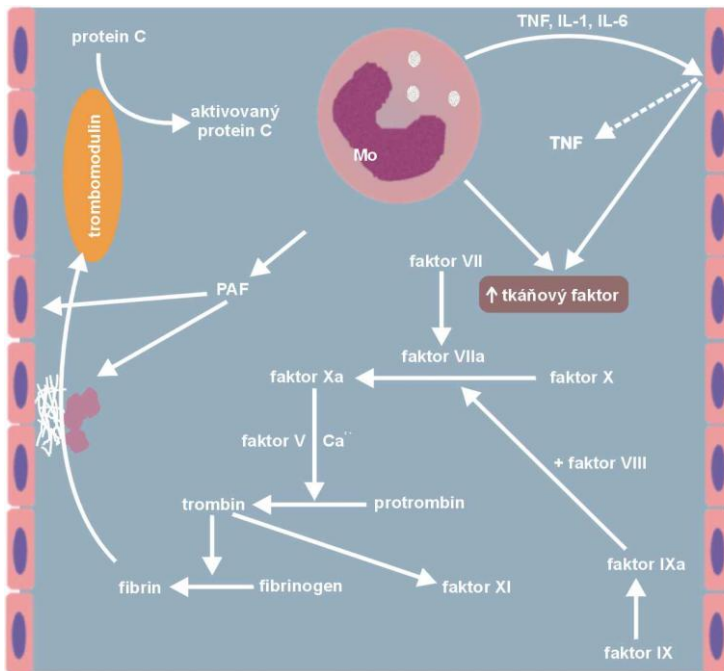 protein C
TNF, IL-1, IL-6
aktivovaný
protein C
TNF
Mo
trombomodulin
faktor VII
PAF
↑ tkáňový faktor
faktor VIIa
faktor Xa
faktor X
faktor V
Ca¨
+ faktor VIII
trombin
protrombin
faktor IXa
fibrin
fibrinogen
faktor XI
faktor IX